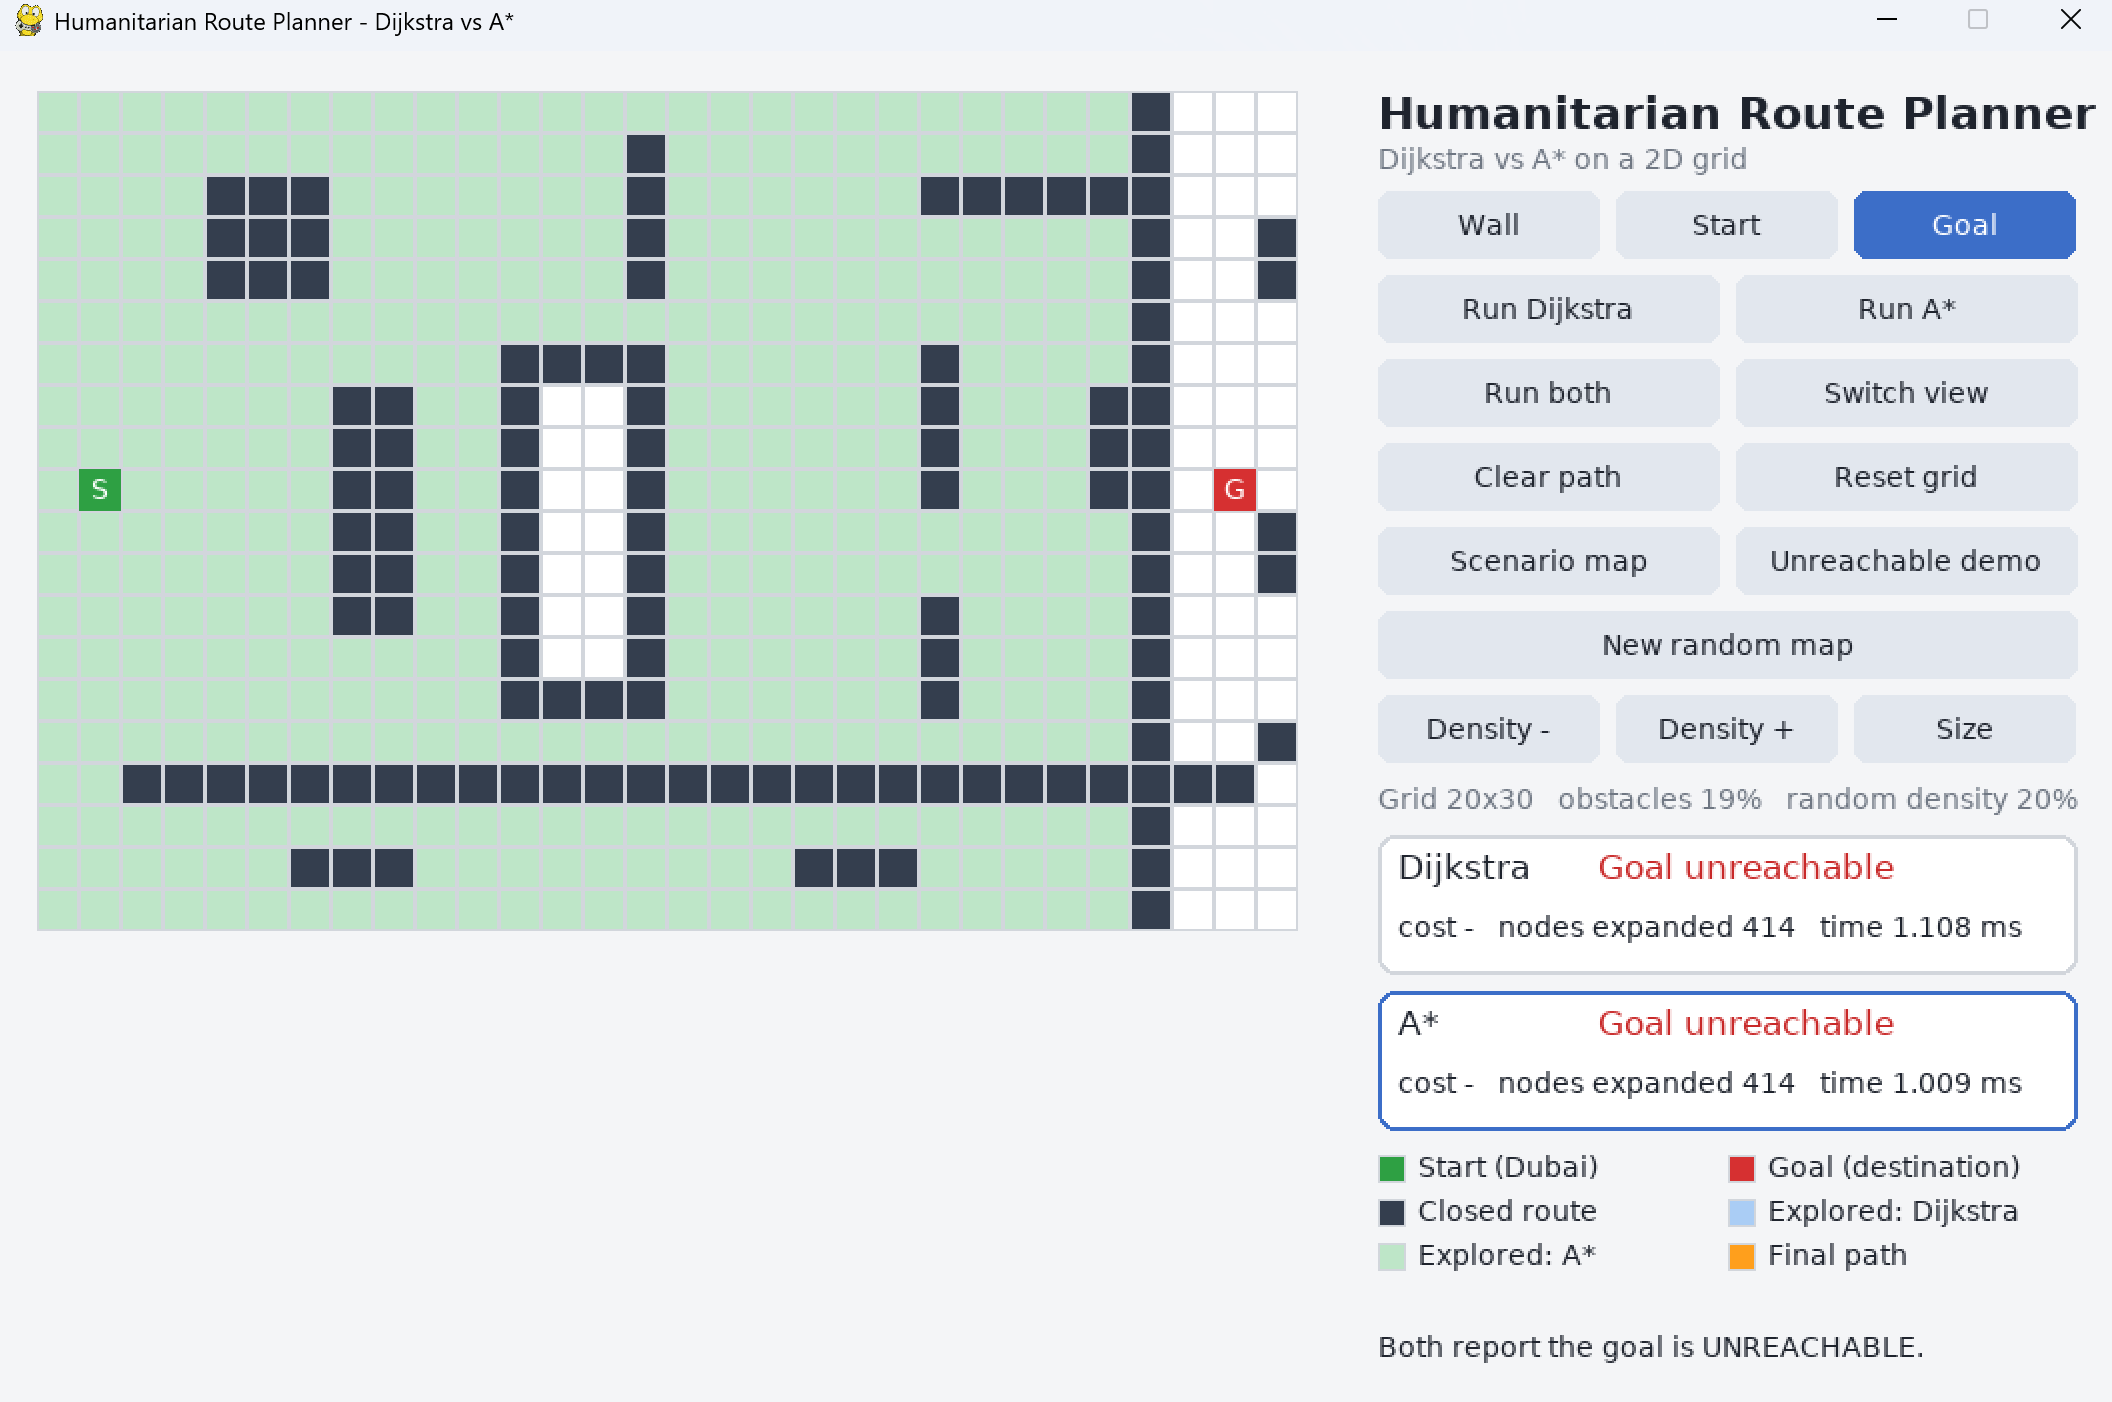 Humanitarian Route Planner - Dijkstra vs A*
Humanitarian Route Planner
Dijkstra vs A* on a 2D grid
Wall Start Goal
Run Dijkstra Run A*
Run both Switch view
Clear path Reset grid
Scenario map Unreachable demo
New random map
Density - Density + Size
Grid 20x30 obstacles 19% random density 20%
S
G
Dijkstra Goal unreachable
cost - nodes expanded 414 time 1.108 ms
A* Goal unreachable
cost - nodes expanded 414 time 1.009 ms
Start (Dubai) Goal (destination)
Closed route Explored: Dijkstra
Explored: A* Final path
Both report the goal is UNREACHABLE.